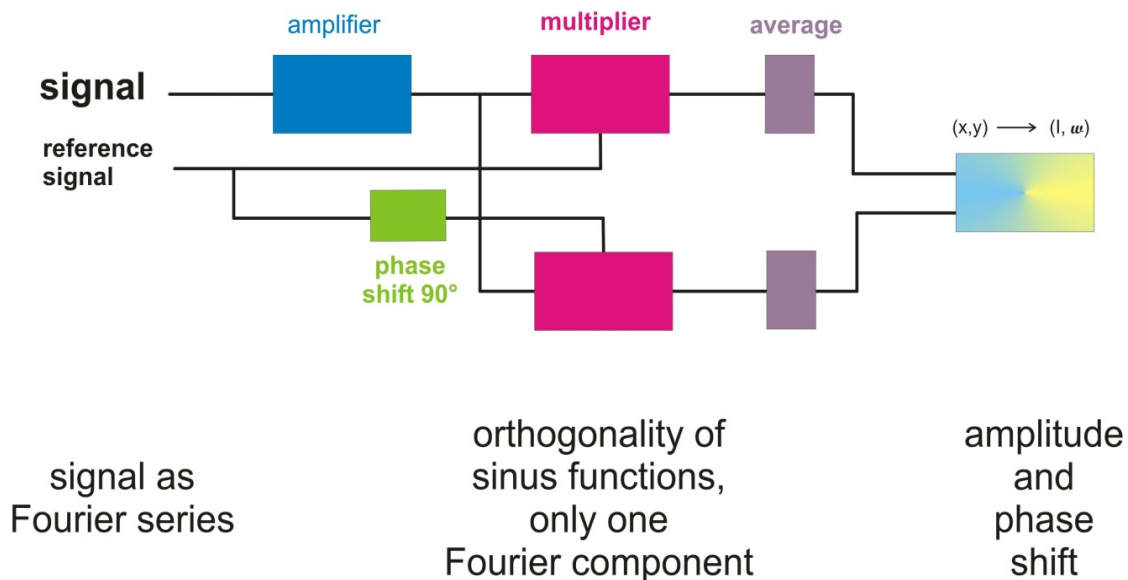 amplifier
multiplier
average
signal
reference
signal
(x,y) → (I, 𝝍)
phase
shift 90°
signal as
Fourier series
orthogonality of
sinus functions,
only one
Fourier component
amplitude
and
phase
shift